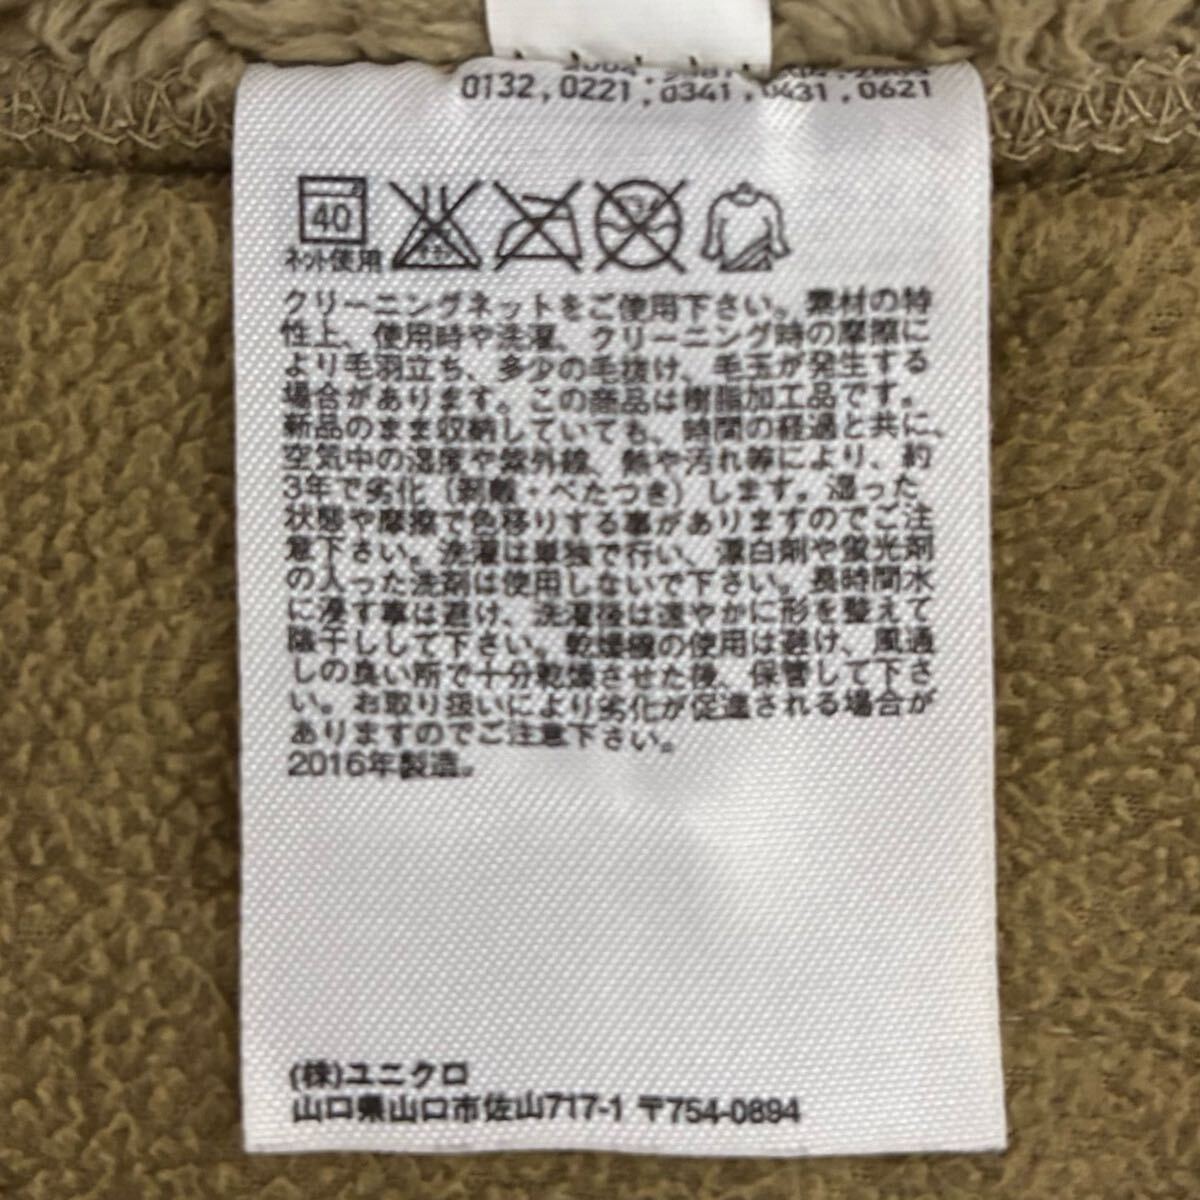 0132,0221,0341,0431,0621
40
ネット使用
クリーニングネットをご使用下さい。素材の特
性上、使用時や洗濯、クリーニング時の摩擦に
より毛羽立ち、多少の毛抜け、毛玉が発生する
場合があります。この商品は樹脂加工品です。
新品のまま収納していても、時間の経過と共に、
空気中の湿度や紫外線、熱や汚れ等により、約
3年で劣化（剥離・べたつき）します。湿った
状態や摩擦で色移りする事がありますのでご注
意下さい。洗濯は単独で行い、漂白剤や蛍光剤
の入った洗剤は使用しないで下さい。長時間水
に浸す事は避け、洗濯後は速やかに形を整えて
陰干しして下さい。乾燥機の使用は避け、風通
しの良い所で十分乾燥させた後、保管して下さ
い。お取り扱いにより劣化が促進される場合が
ありますのでご注意下さい。
2016年製造。
(株)ユニクロ
山口県山口市佐山717-1 〒754-0894